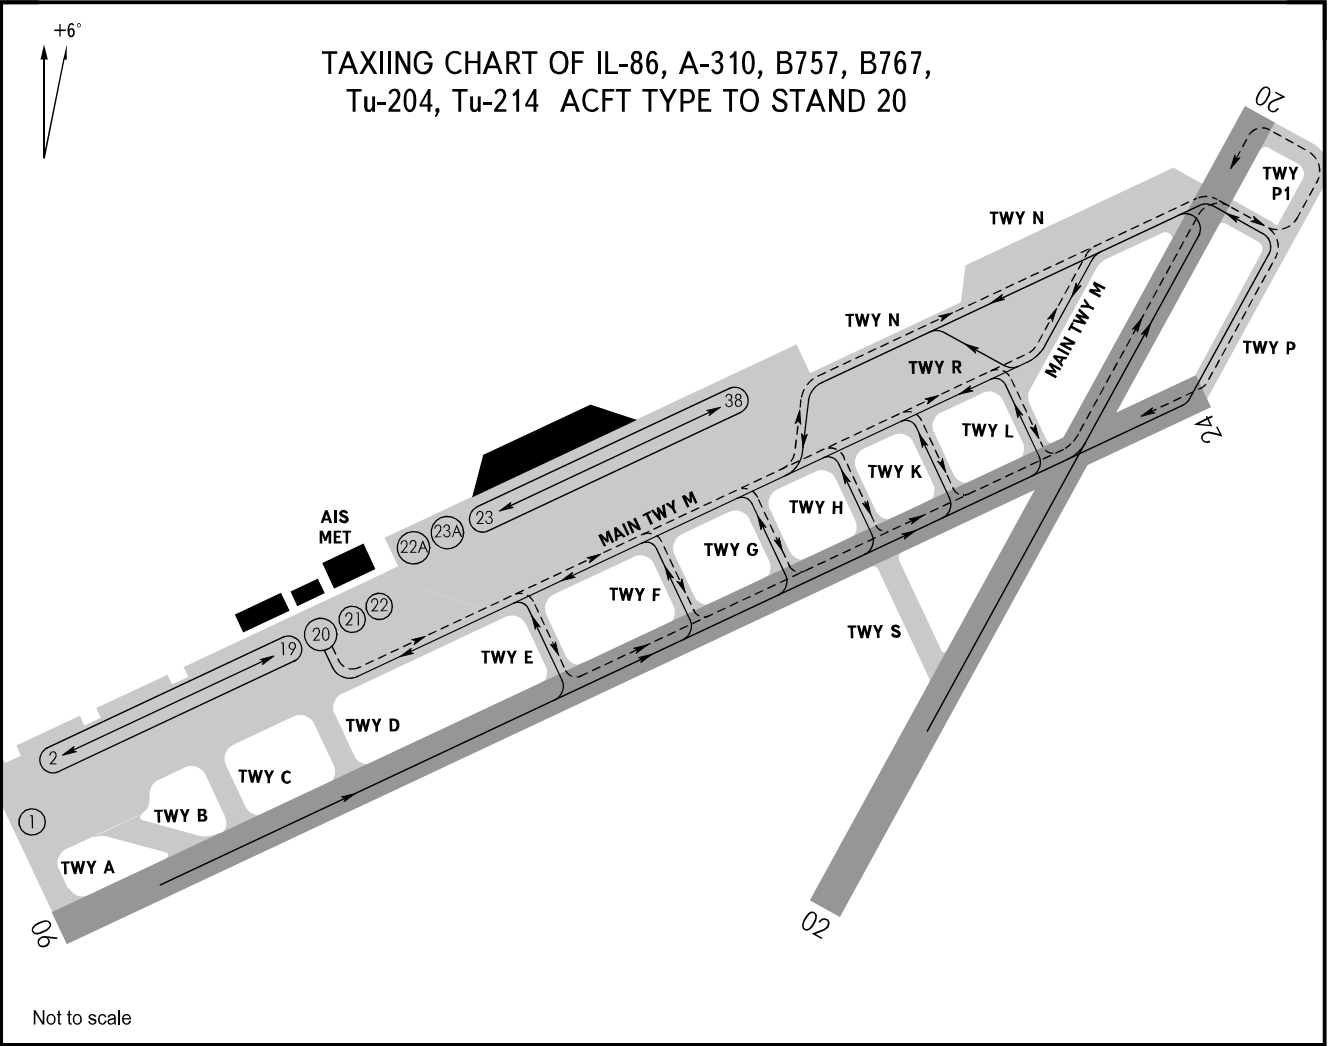 +6°
TAXIING CHART OF IL-86, A-310, B757, B767,
Tu-204, Tu-214 ACFT TYPE TO STAND 20
20
TWY
P1
TWY N
TWY N
MAIN TWY M
TWY P
TWY R
38
24
TWY L
TWY K
AIS
MET
23
23A
22A
MAIN TWY M
TWY H
TWY G
TWY F
22
21
20
19
TWY S
TWY E
TWY D
2
TWY C
TWY B
1
TWY A
06
02
Not to scale